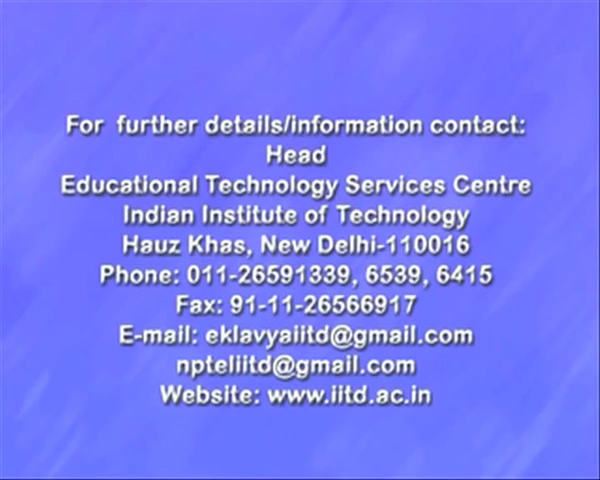 For further details/information contact:
Head
Educational Technology Services Centre
Indian Institute of Technology
Hauz Khas, New Delhi-110016
Phone: 011-26591339, 6539, 6415
Fax: 91-11-26566917
E-mail: eklavyaiitd@gmail.com
npteliitd@gmail.com
Website: www.iitd.ac.in